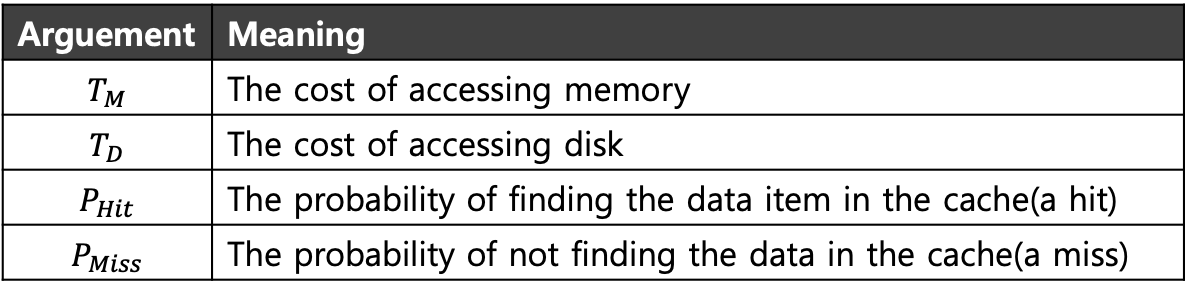 Arguement Meaning
T_M The cost of accessing memory
T_D The cost of accessing disk
P_Hit The probability of finding the data item in the cache(a hit)
P_Miss The probability of not finding the data in the cache(a miss)